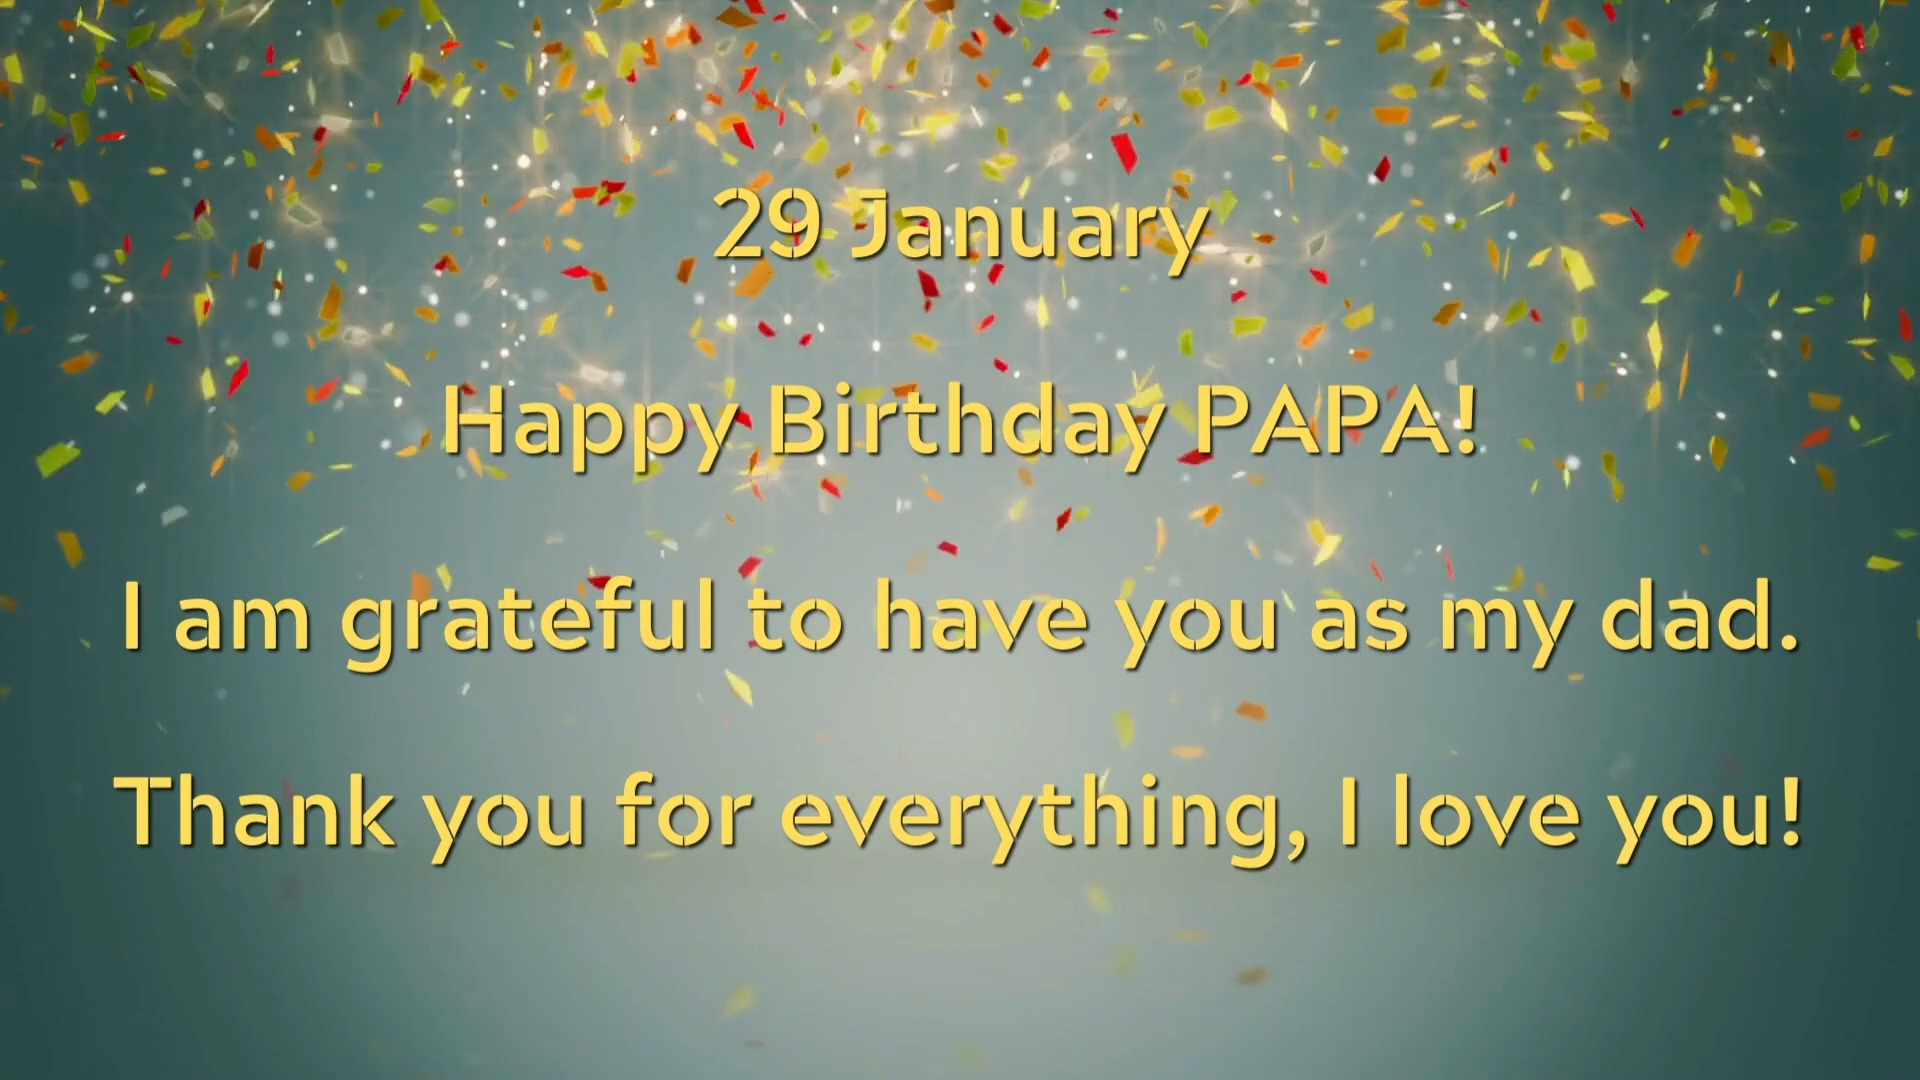 29 January
Happy Birthday PAPA!
I am grateful to have you as my dad.
Thank you for everything, I love you!